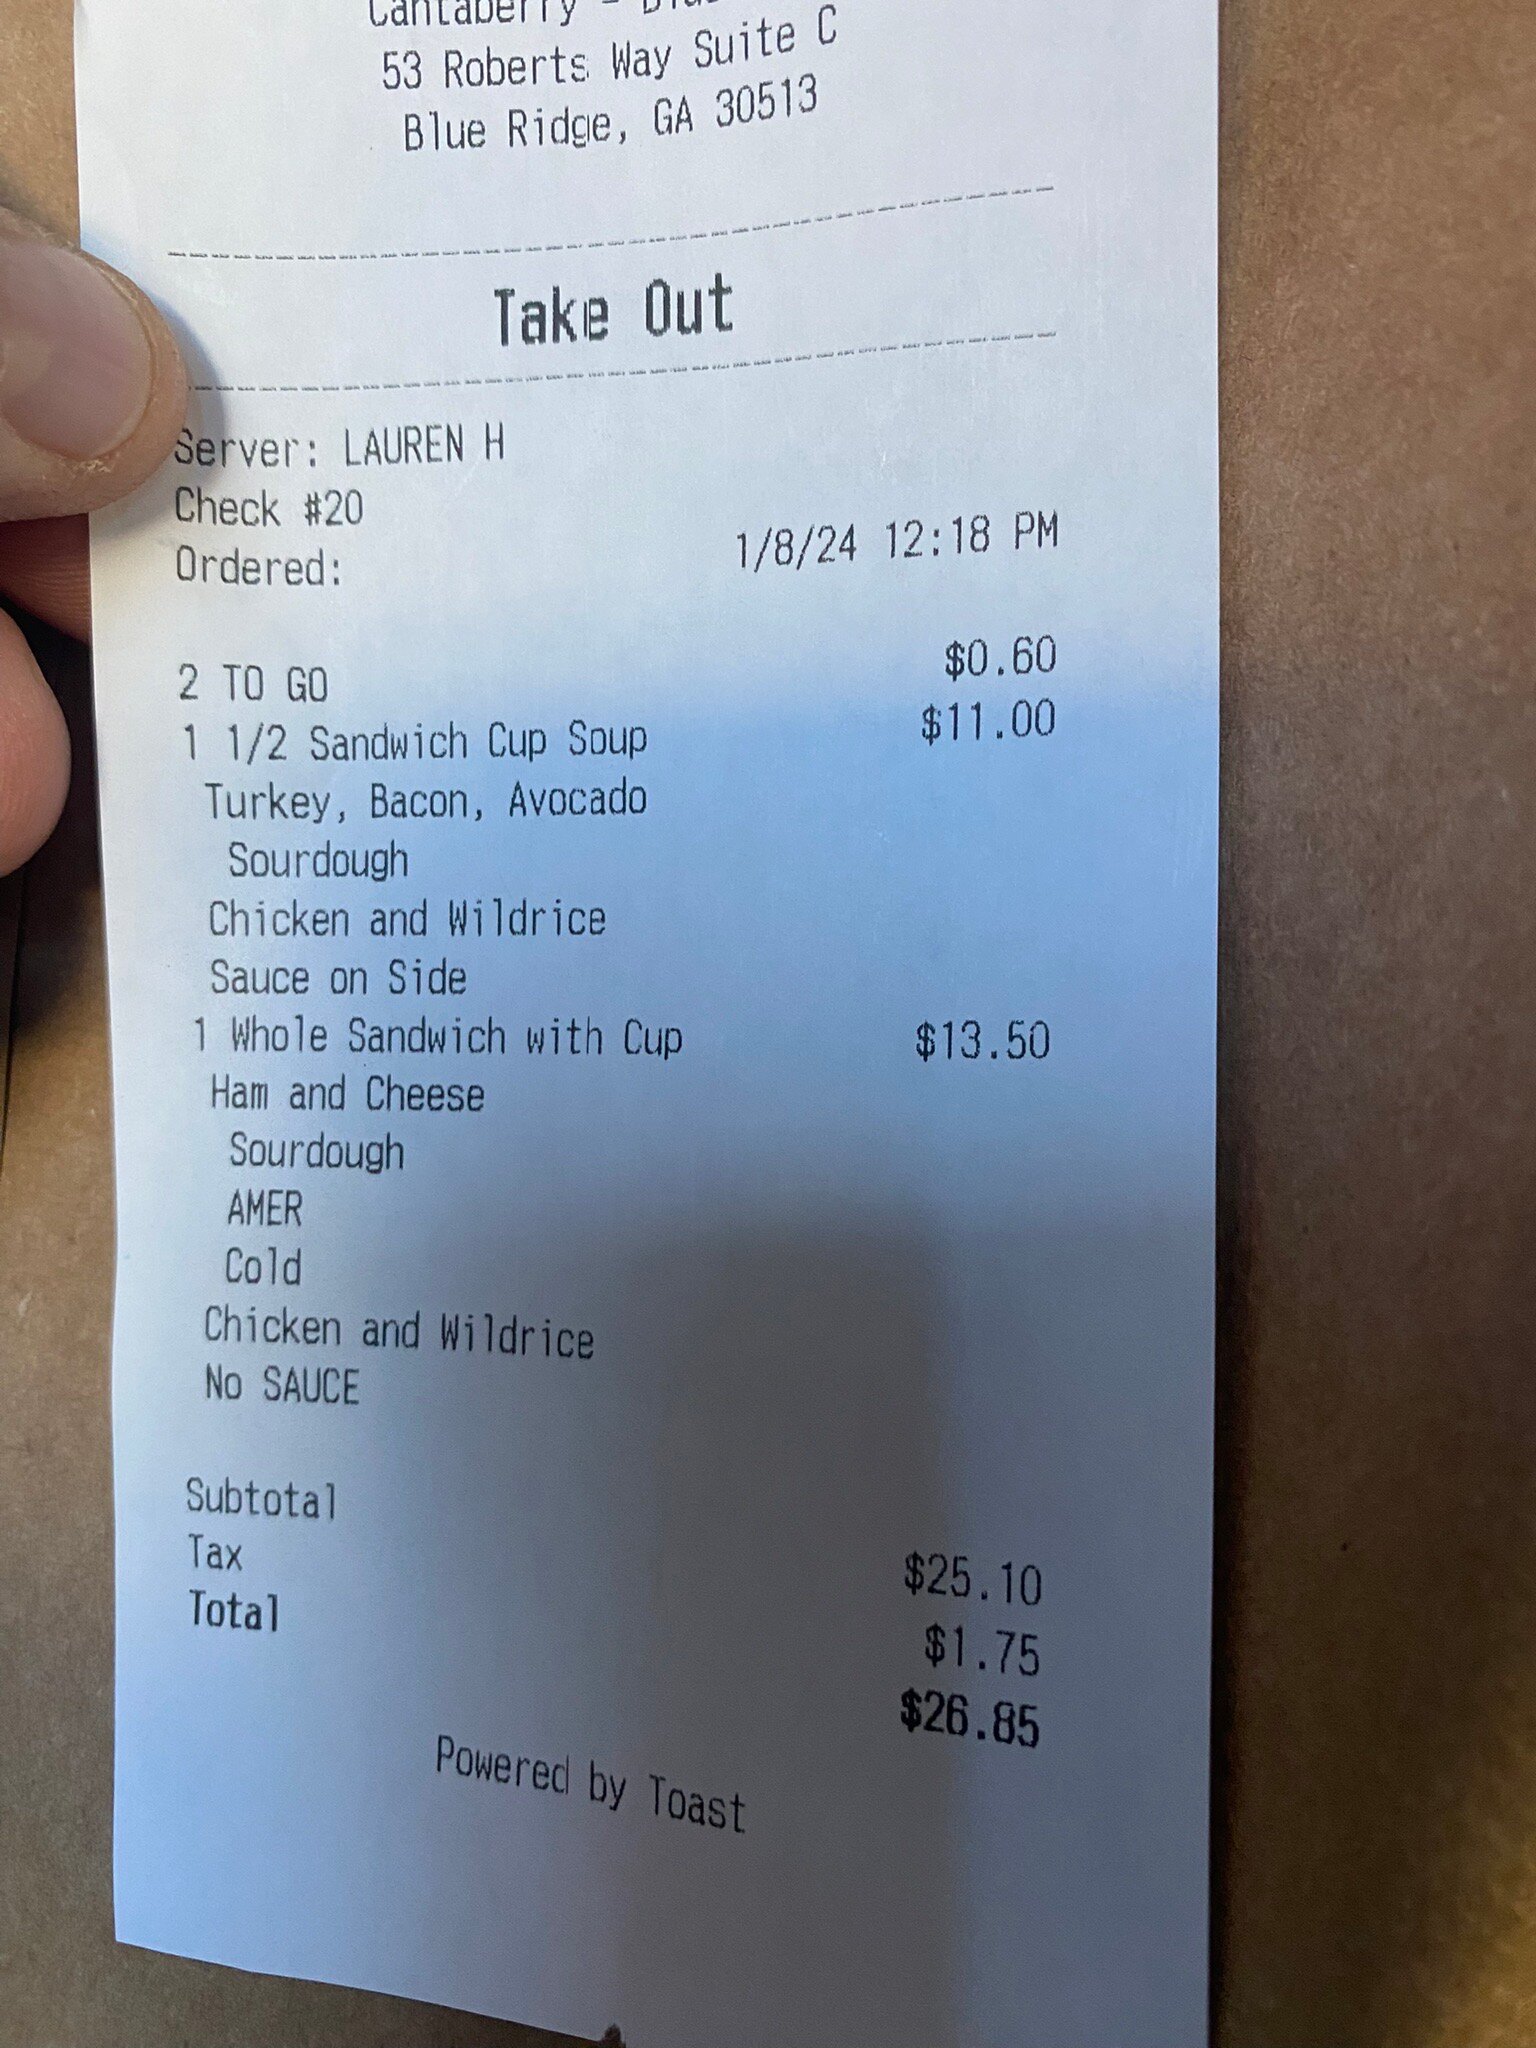 Cantaberry -
53 Roberts Way Suite C
Blue Ridge, GA 30513
Take Out
Server: LAUREN H
Check #20
Ordered: 1/8/24 12:18 PM
2 TO GO $0.60
1 1/2 Sandwich Cup Soup $11.00
Turkey, Bacon, Avocado
Sourdough
Chicken and Wildrice
Sauce on Side
1 Whole Sandwich with Cup $13.50
Ham and Cheese
Sourdough
AMER
Cold
Chicken and Wildrice
No SAUCE
Subtotal $25.10
Tax $1.75
Total $26.85
Powered by Toast